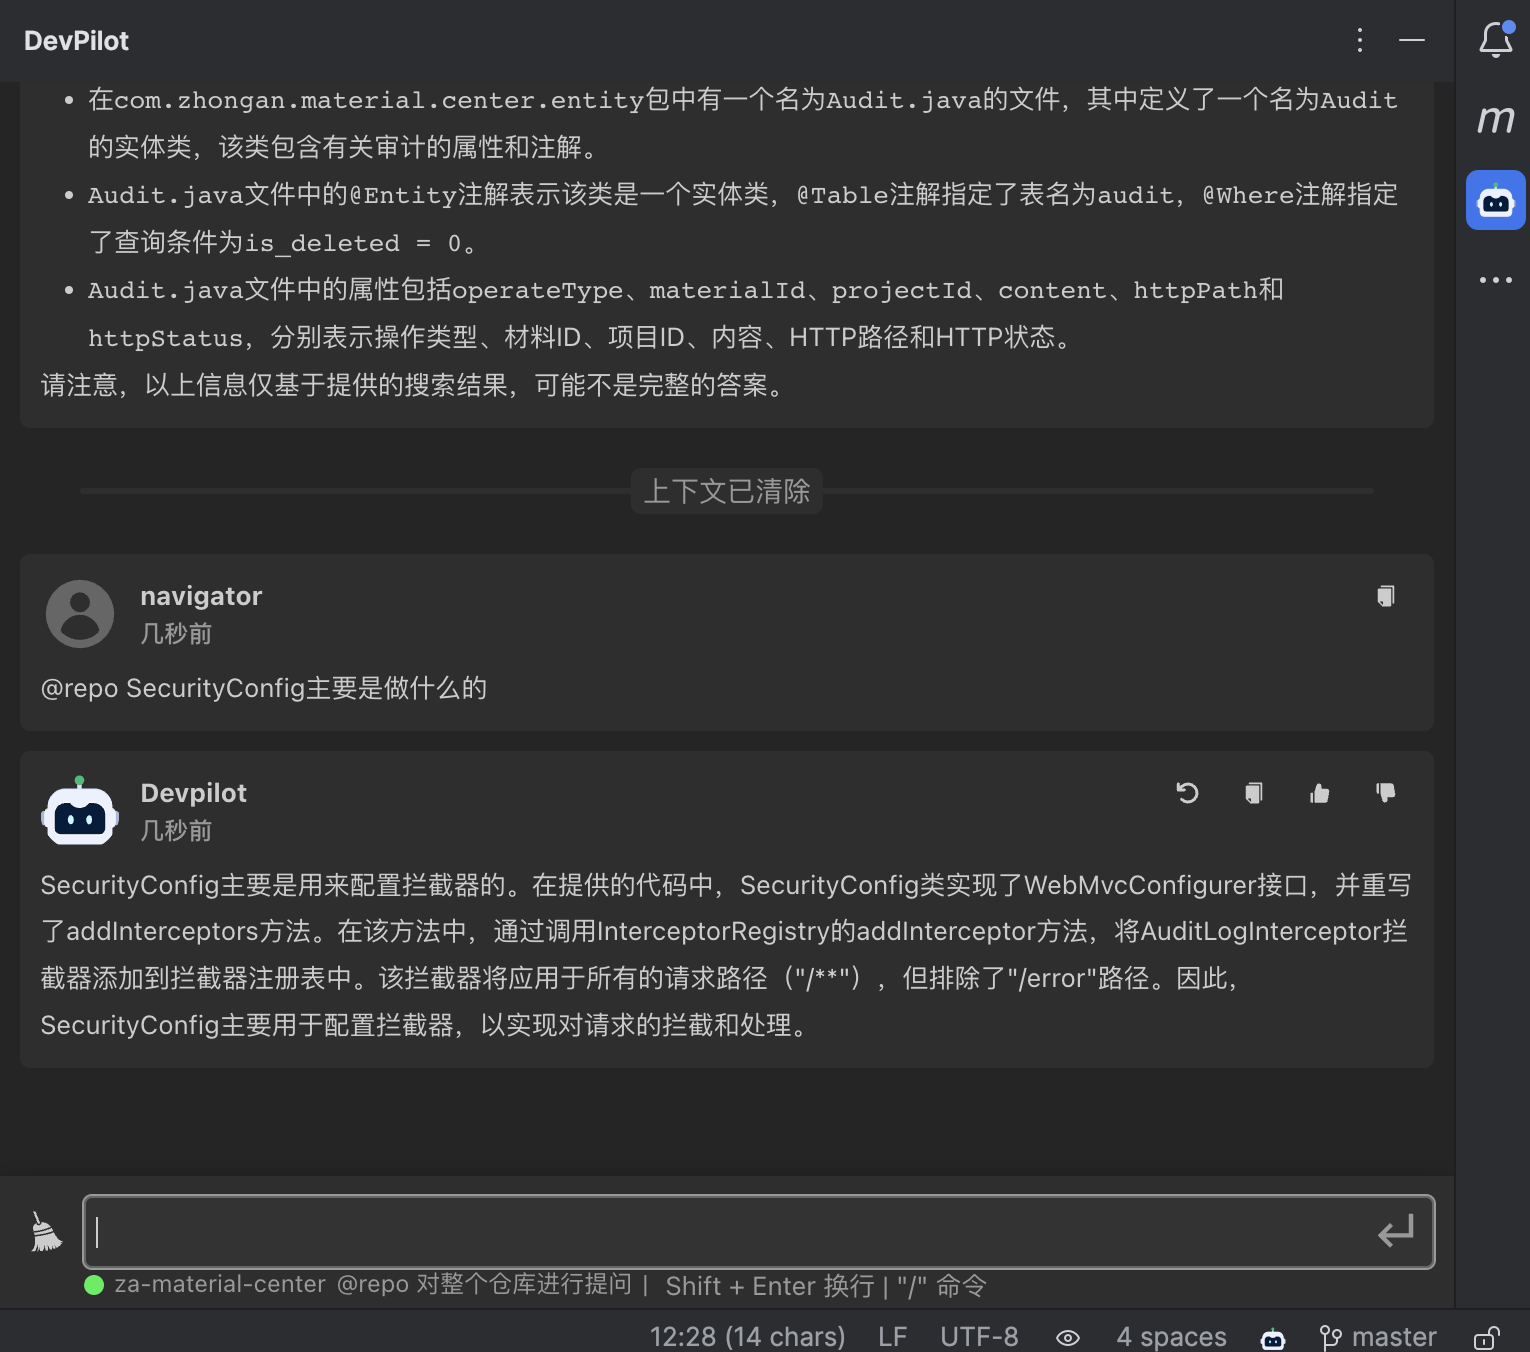 DevPilot
• 在com.zhongan.material.center.entity包中有一个名为Audit.java的文件，其中定义了一个名为Audit
的实体类，该类包含有关审计的属性和注解。
• Audit.java文件中的@Entity注解表示该类是一个实体类，@Table注解指定了表名为audit，@Where注解指定
了查询条件为is_deleted = 0。
• Audit.java文件中的属性包括operateType、materialId、projectId、content、httpPath和
httpStatus，分别表示操作类型、材料ID、项目ID、内容、HTTP路径和HTTP状态。
请注意，以上信息仅基于提供的搜索结果，可能不是完整的答案。
上下文已清除
navigator
几秒前
@repo SecurityConfig主要是做什么的
Devpilot
几秒前
SecurityConfig主要是用来配置拦截器的。在提供的代码中，SecurityConfig类实现了WebMvcConfigurer接口，并重写
了addInterceptors方法。在该方法中，通过调用InterceptorRegistry的addInterceptor方法，将AuditLogInterceptor拦
截器添加到拦截器注册表中。该拦截器将应用于所有的请求路径（"/**"），但排除了"/error"路径。因此，
SecurityConfig主要用于配置拦截器，以实现对请求的拦截和处理。
za-material-center @repo 对整个仓库进行提问 | Shift + Enter 换行 | "/" 命令
12:28 (14 chars) LF UTF-8 4 spaces master
m